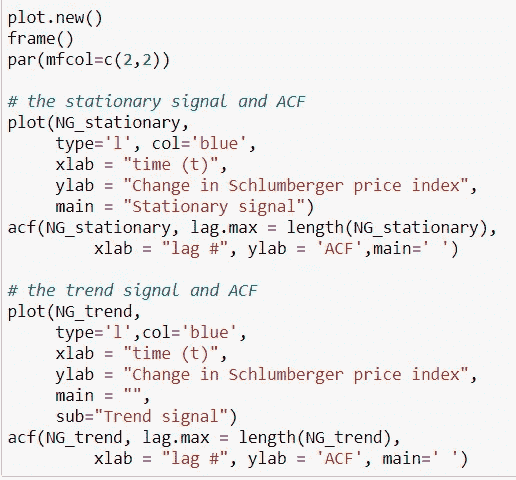 plot.new()
frame()
par(mfcol=c(2,2))
# the stationary signal and ACF
plot(NG_stationary,
type='l', col='blue',
xlab = "time (t)",
ylab = "Change in Schlumberger price index",
main = "Stationary signal")
acf(NG_stationary, lag.max = length(NG_stationary),
xlab = "lag #", ylab = 'ACF',main=' ')
# the trend signal and ACF
plot(NG_trend,
type='l',col='blue',
xlab = "time (t)",
ylab = "Change in Schlumberger price index",
main = "",
sub="Trend signal")
acf(NG_trend, lag.max = length(NG_trend),
xlab = "lag #", ylab = 'ACF', main=' ')